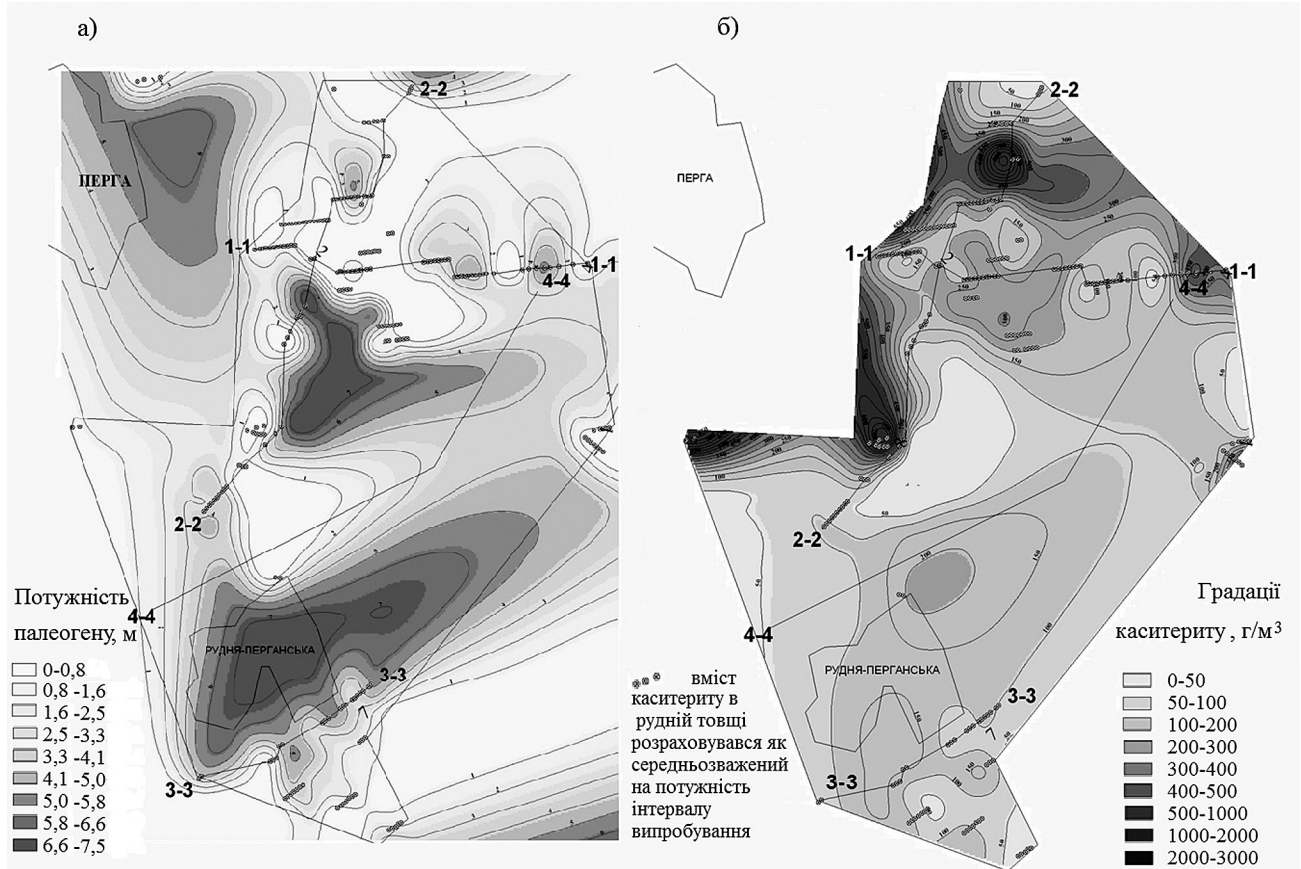 а)
б)
2-2
ПЕРГА
1-1
1-1
4-4
2-2
4-4
РУДНЯ-ПЕРГАНСЬКА
3-3
3-3
Потужність
палеогену, м
0-0,8
0,8 -1,6
1,6 -2,5
2,5 -3,3
3,3 -4,1
4,1 -5,0
5,0 -5,8
5,8 -6,6
6,6 -7,5
2-2
ПЕРГА
1-1
1-1
4-4
2-2
4-4
РУДНЯ-ПЕРГАНСЬКА
3-3
3-3
вміст
каситериту в
рудній товщі
розраховувався як
середньозважений
на потужність
інтервалу
випробування
Градації
каситериту , г/м³
0-50
50-100
100-200
200-300
300-400
400-500
500-1000
1000-2000
2000-3000